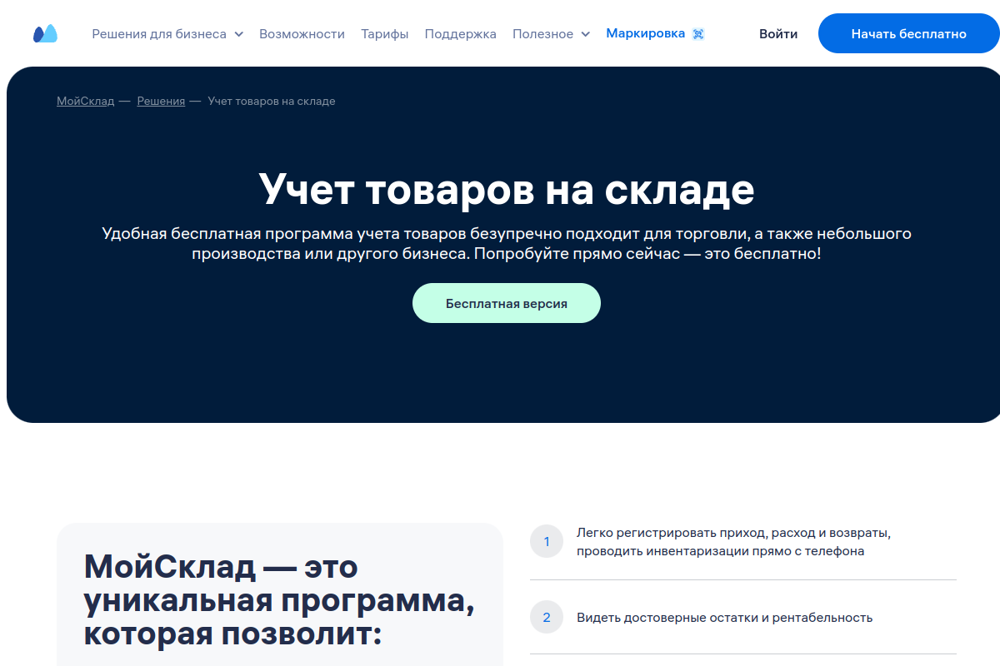 Решения для бизнеса
Возможности
Тарифы
Поддержка
Полезное
Маркировка
Войти
Начать бесплатно
МойСклад — Решения — Учет товаров на складе
Учет товаров на складе
Удобная бесплатная программа учета товаров безупречно подходит для торговли, а также небольшого
производства или другого бизнеса. Попробуйте прямо сейчас — это бесплатно!
Бесплатная версия
МойСклад — это
уникальная программа,
которая позволит:
1
Легко регистрировать приход, расход и возвраты,
проводить инвентаризации прямо с телефона
2
Видеть достоверные остатки и рентабельность